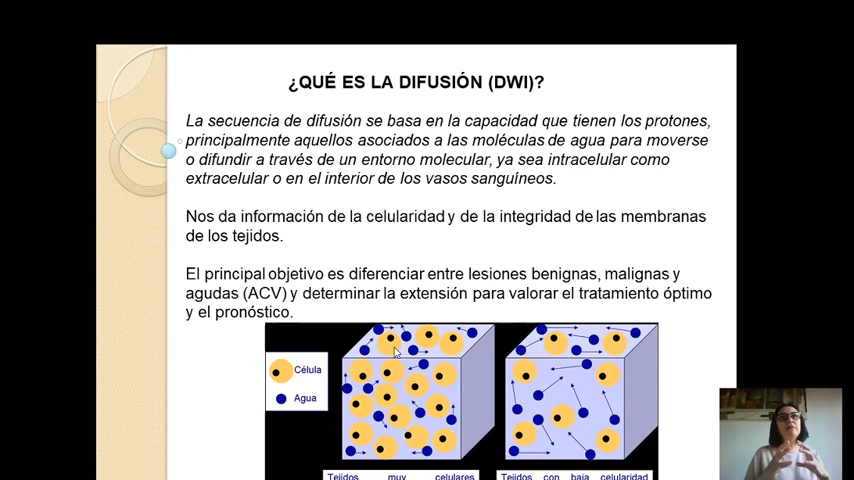 ¿QUÉ ES LA DIFUSIÓN (DWI)?
La secuencia de difusión se basa en la capacidad que tienen los protones,
principalmente aquellos asociados a las moléculas de agua para moverse
o difundir a través de un entorno molecular, ya sea intracelular como
extracelular o en el interior de los vasos sanguíneos.
Nos da información de la celularidad y de la integridad de las membranas
de los tejidos.
El principal objetivo es diferenciar entre lesiones benignas, malignas y
agudas (ACV) y determinar la extensión para valorar el tratamiento óptimo
y el pronóstico.
Célula
Agua
Tejidos muy celulares
Tejidos con baja celularidad